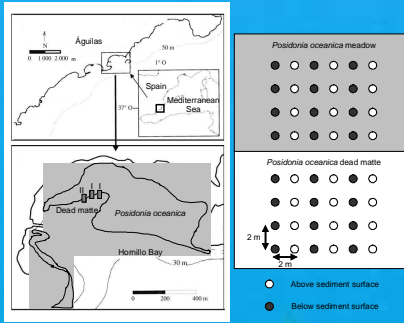 Águilas
N
0 1 000 2 000 m
50 m
1° O
Spain
37° O
Mediterranean
Sea
II I I
Dead matte
Posidonia oceanica
Hornillo Bay
30 m
0 200 400 m
Posidonia oceanica meadow
Posidonia oceanica dead matte
2 m
2 m
Above sediment surface
Below sediment surface